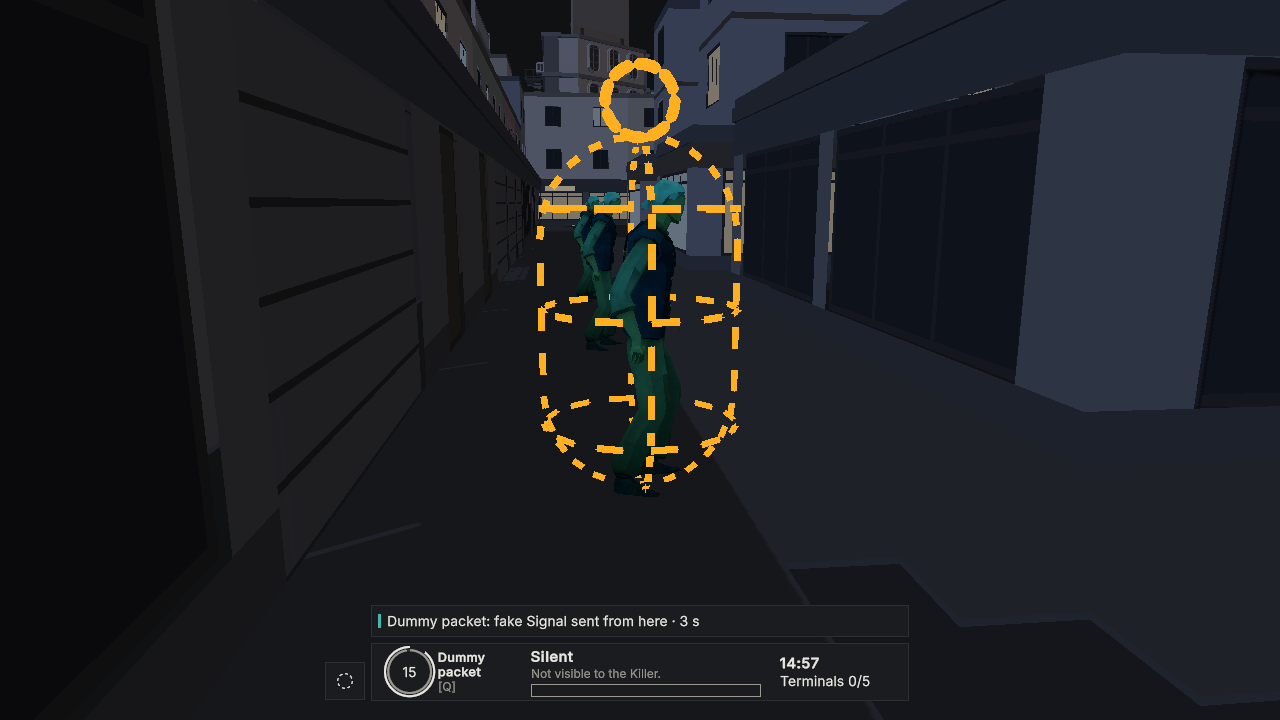 Dummy packet: fake Signal sent from here · 3 s
15
Dummy
packet
[Q]
Silent
Not visible to the Killer.
14:57
Terminals 0/5